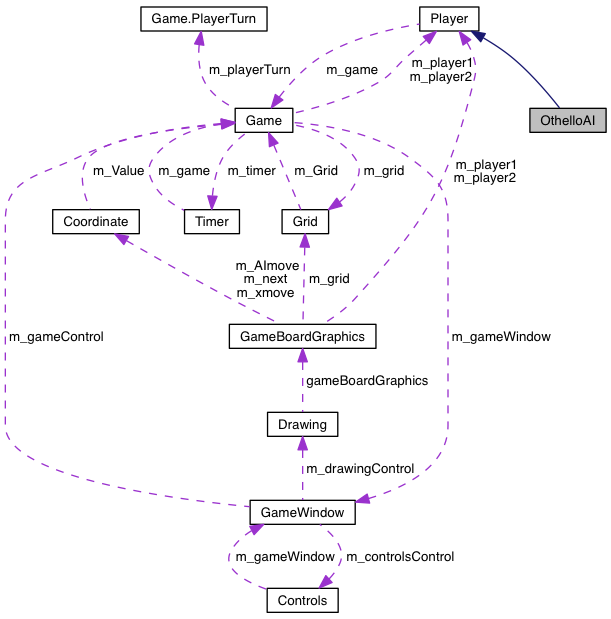 Game.PlayerTurn
Player
m_playerTurn
m_game
m_player1
m_player2
Game
OthelloAI
m_Value
m_game
m_timer
m_Grid
m_grid
m_player1
m_player2
Coordinate
Timer
Grid
m_AImove
m_next
m_xmove
m_grid
m_gameControl
GameBoardGraphics
m_gameWindow
gameBoardGraphics
Drawing
m_drawingControl
GameWindow
m_gameWindow
m_controlsControl
Controls